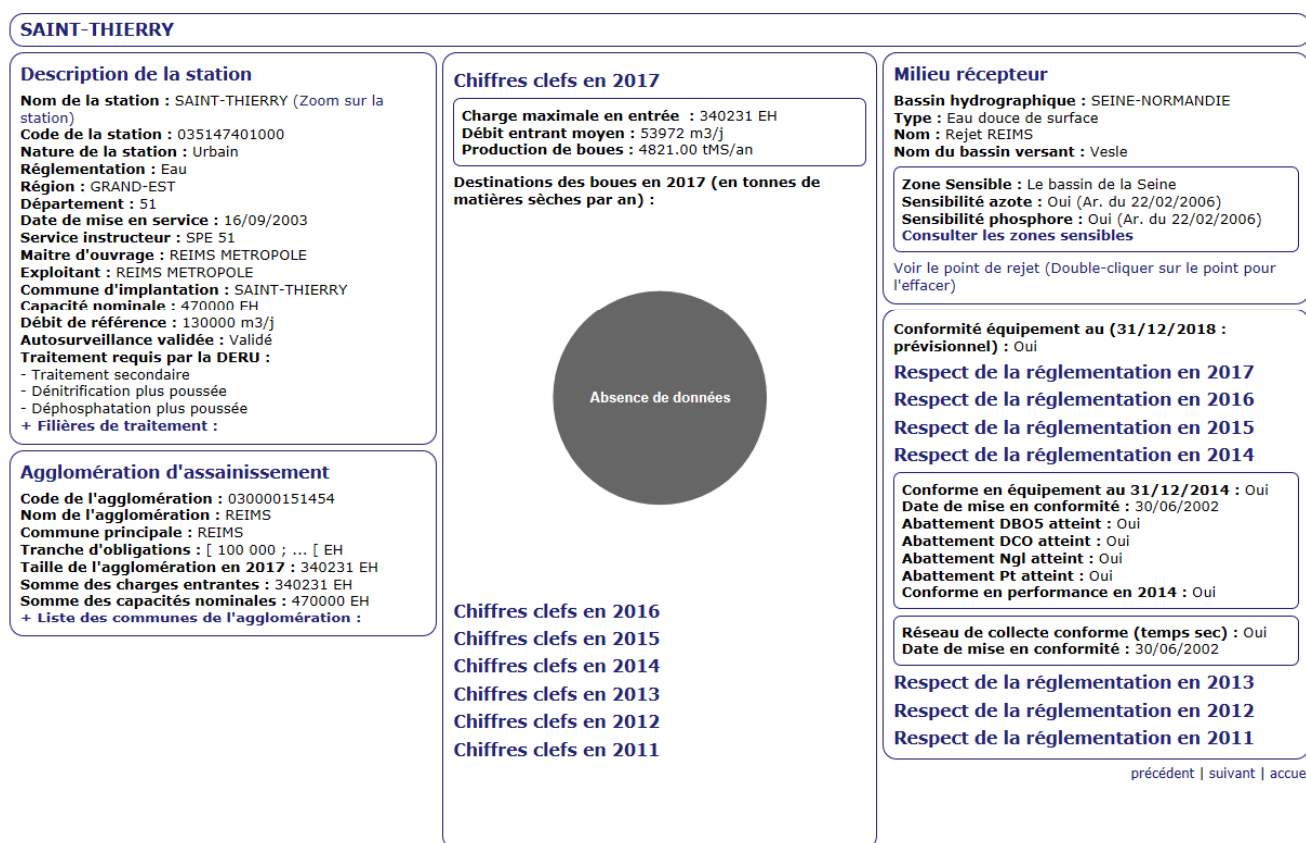 SAINT-THIERRY
Description de la station
Nom de la station : SAINT-THIERRY (Zoom sur la
station)
Code de la station : 035147401000
Nature de la station : Urbain
Réglementation : Eau
Région : GRAND-EST
Département : 51
Date de mise en service : 16/09/2003
Service instructeur : SPE 51
Maitre d'ouvrage : REIMS METROPOLE
Exploitant : REIMS METROPOLE
Commune d'implantation : SAINT-THIERRY
Capacité nominale : 470000 EH
Débit de référence : 130000 m3/j
Autosurveillance validée : Validé
Traitement requis par la DERU :
- Traitement secondaire
- Dénitrification plus poussée
- Déphosphatation plus poussée
+ Filières de traitement :
Agglomération d'assainissement
Code de l'agglomération : 030000151454
Nom de l'agglomération : REIMS
Commune principale : REIMS
Tranche d'obligations : [ 100 000 ; ... [ EH
Taille de l'agglomération en 2017 : 340231 EH
Somme des charges entrantes : 340231 EH
Somme des capacités nominales : 470000 EH
+ Liste des communes de l'agglomération :
Chiffres clefs en 2017
Charge maximale en entrée : 340231 EH
Débit entrant moyen : 53972 m3/j
Production de boues : 4821.00 tMS/an
Destinations des boues en 2017 (en tonnes de
matières sèches par an) :
Absence de données
Chiffres clefs en 2016
Chiffres clefs en 2015
Chiffres clefs en 2014
Chiffres clefs en 2013
Chiffres clefs en 2012
Chiffres clefs en 2011
Milieu récepteur
Bassin hydrographique : SEINE-NORMANDIE
Type : Eau douce de surface
Nom : Rejet REIMS
Nom du bassin versant : Vesle
Zone Sensible : Le bassin de la Seine
Sensibilité azote : Oui (Ar. du 22/02/2006)
Sensibilité phosphore : Oui (Ar. du 22/02/2006)
Consulter les zones sensibles
Voir le point de rejet (Double-cliquer sur le point pour
l'effacer)
Conformité équipement au (31/12/2018 :
prévisionnel) : Oui
Respect de la réglementation en 2017
Respect de la réglementation en 2016
Respect de la réglementation en 2015
Respect de la réglementation en 2014
Conforme en équipement au 31/12/2014 : Oui
Date de mise en conformité : 30/06/2002
Abattement DBO5 atteint : Oui
Abattement DCO atteint : Oui
Abattement Ngl atteint : Oui
Abattement Pt atteint : Oui
Conforme en performance en 2014 : Oui
Réseau de collecte conforme (temps sec) : Oui
Date de mise en conformité : 30/06/2002
Respect de la réglementation en 2013
Respect de la réglementation en 2012
Respect de la réglementation en 2011
précédent | suivant | accue